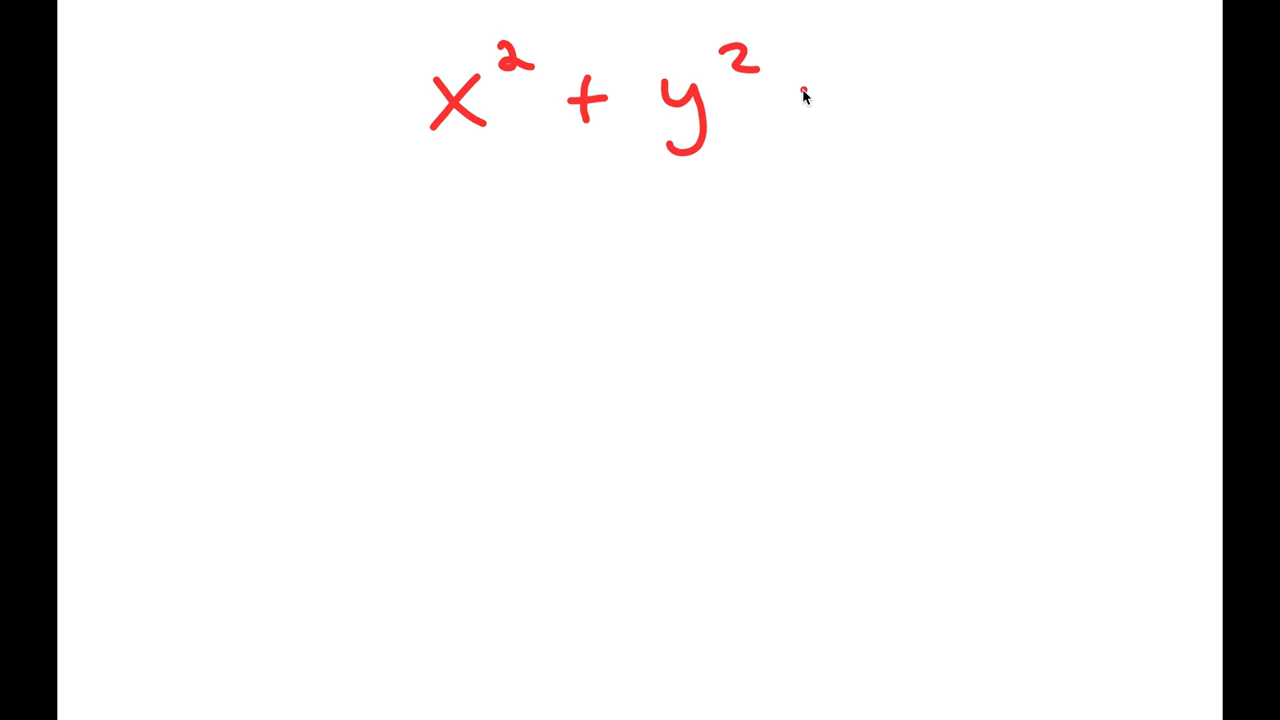 x² + y²